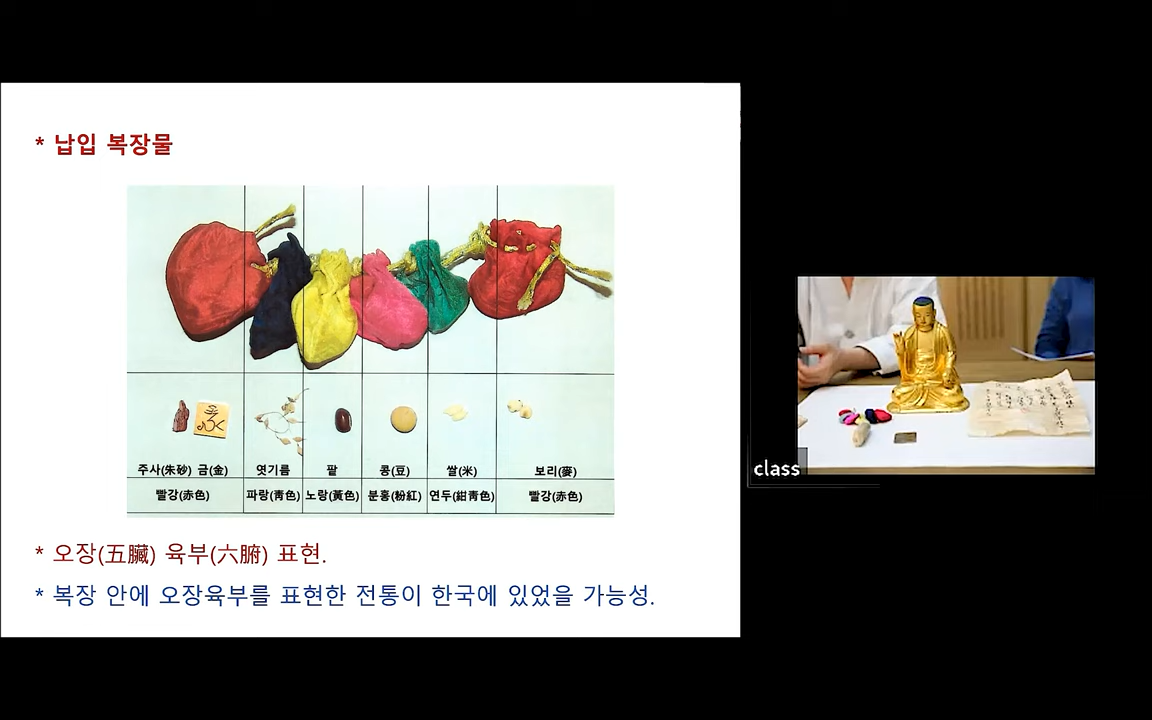 * 납입 복장물
주사(朱砂) 금(金) 엿기름 팥 콩(豆) 쌀(米) 보리(麥)
빨강(赤色) 파랑(靑色) 노랑(黃色) 분홍(粉紅) 연두(紺靑色) 빨강(赤色)
* 오장(五臟) 육부(六腑) 표현.
* 복장 안에 오장육부를 표현한 전통이 한국에 있었을 가능성.
class